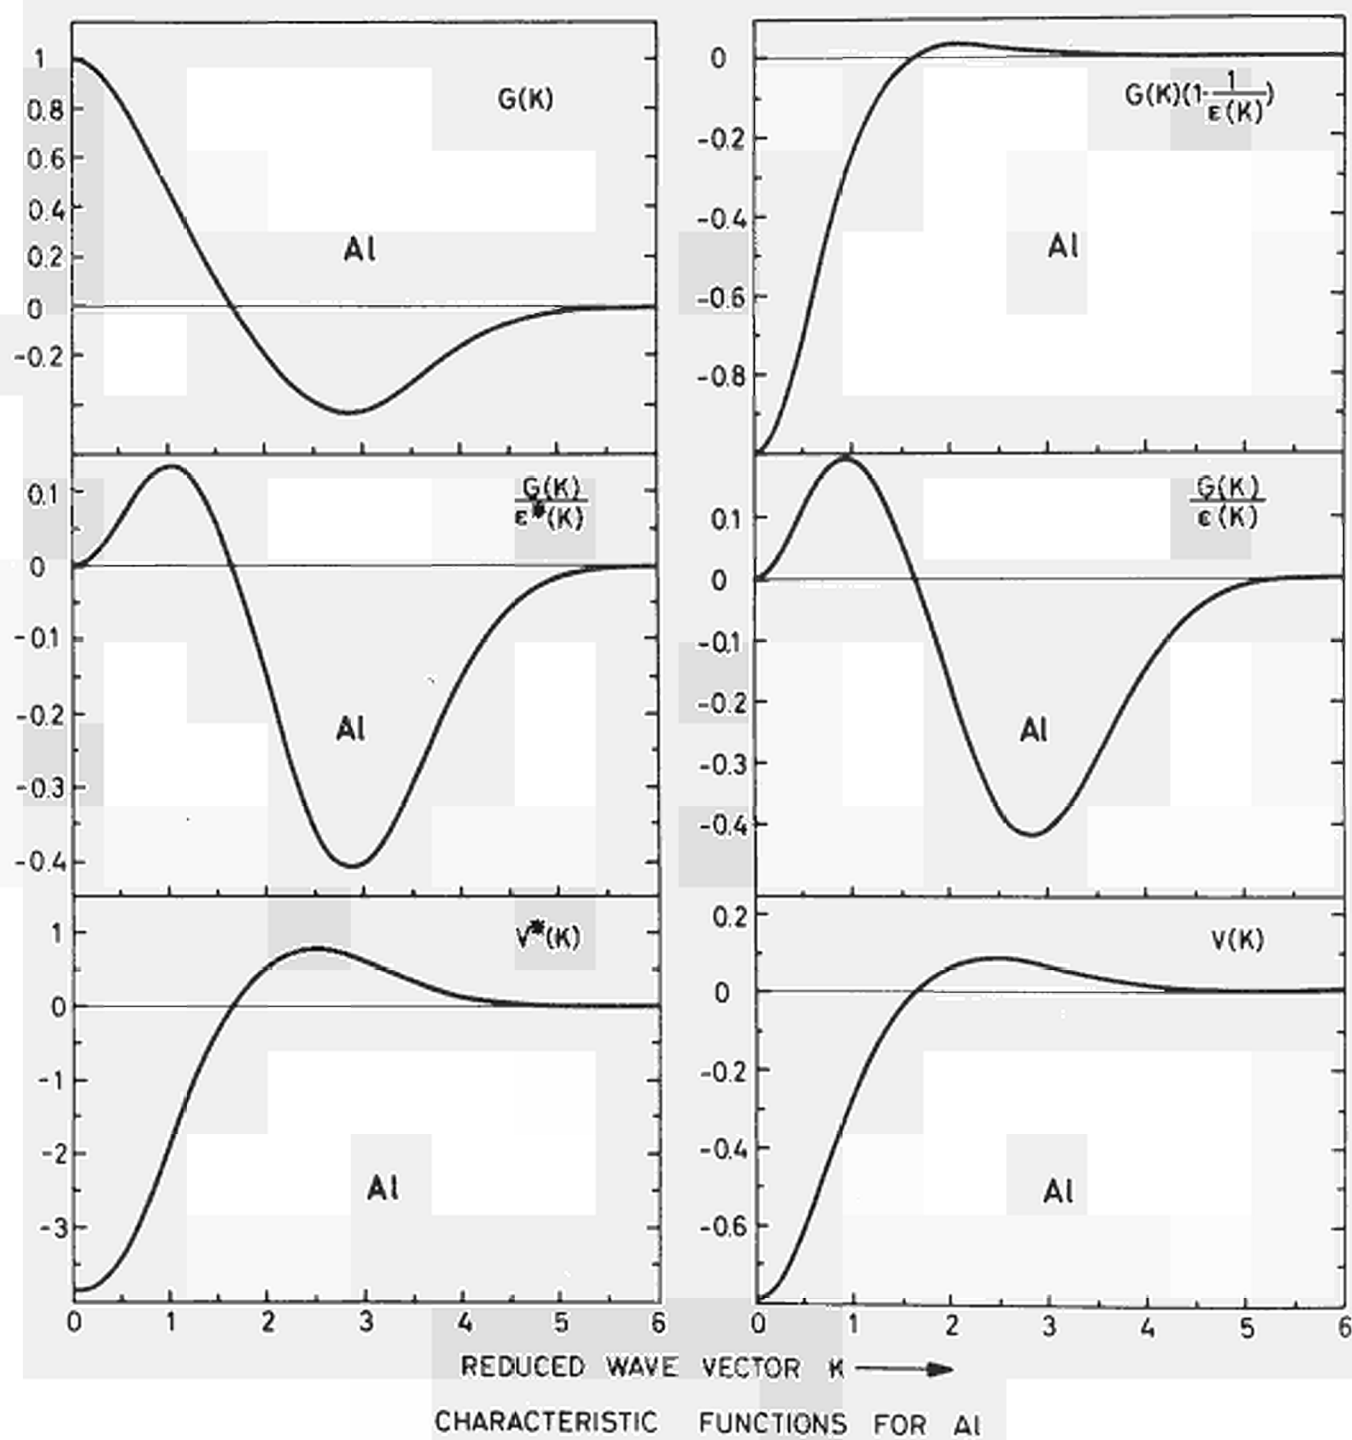 1
0.8
0.6
0.4
0.2
0
-0.2
G(K)
Al
0
-0.2
-0.4
-0.6
-0.8
G(K)(1-1/ε(K))
Al
0.1
0
-0.1
-0.2
-0.3
-0.4
G(K)
ε*(K)
Al
0.1
0
-0.1
-0.2
-0.3
-0.4
G(K)
ε(K)
Al
1
0
-1
-2
-3
V*(K)
Al
0 1 2 3 4 5 6
0.2
0
-0.2
-0.4
-0.6
V(K)
Al
0 1 2 3 4 5 6
REDUCED WAVE VECTOR K
CHARACTERISTIC FUNCTIONS FOR Al